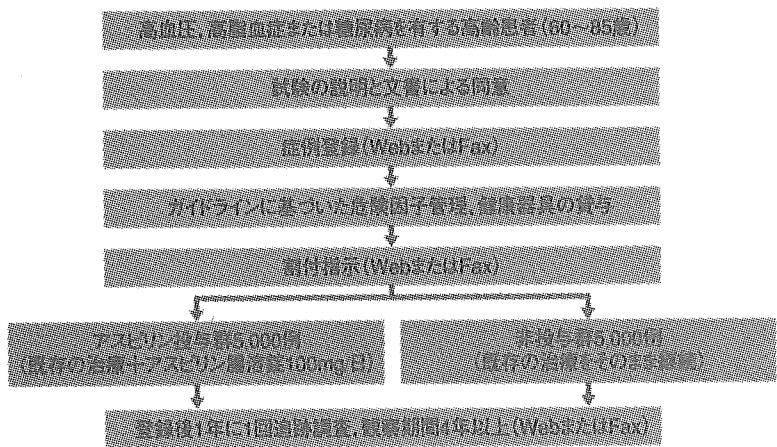 高血圧,高脂血症または糖尿病を有する高齢患者(60〜85歳)
試験の説明と文書による同意
症例登録(WebまたはFax)
ガイドラインに基づいた危険因子管理,健康器具の貸与
割付指示(WebまたはFax)
アスピリン投与群5,000例
(既存の治療+アスピリン腸溶錠100mg/日)
非投与群5,000例
(既存の治療をそのまま継続)
登録後1年に1回追跡調査,観察期間4年以上(WebまたはFax)